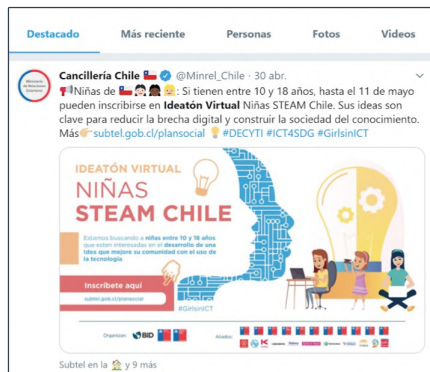 Destacado Más reciente Personas Fotos Videos
Cancillería Chile @Minrel_Chile · 30 abr.
Niñas de : Si tienen entre 10 y 18 años, hasta el 11 de mayo
pueden inscribirse en Ideatón Virtual Niñas STEAM Chile. Sus ideas son
clave para reducir la brecha digital y construir la sociedad del conocimiento.
Más subtel.gob.cl/plansocial #DECYTI #ICT4SDG #GirlsinICT
IDEATÓN VIRTUAL
NIÑAS
STEAM CHILE
Estamos buscando a niñas entre 10 y 18 años
que estén interesadas en el desarrollo de una
idea que mejore su comunidad con el uso de
la tecnología
Inscríbete aquí
subtel.gob.cl/plansocial
#GirlsinICT
Organizan: BID
Aliados:
Subtel en la y 9 más